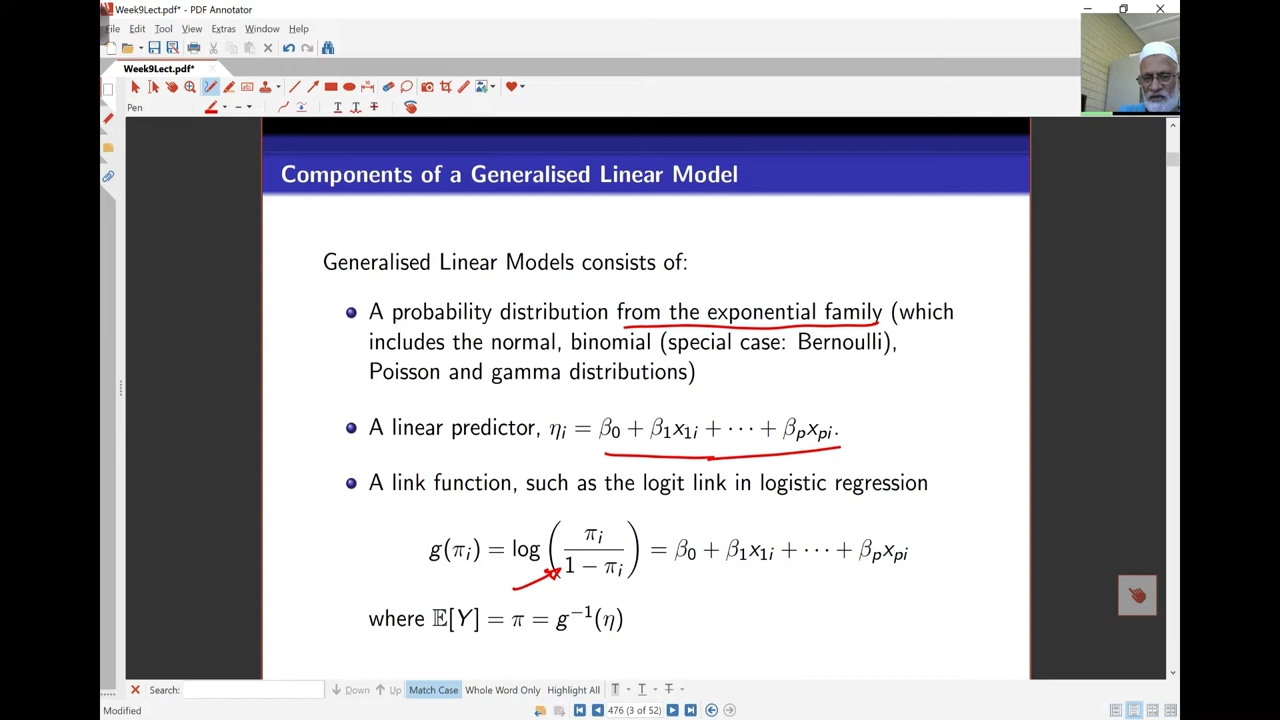 Week9Lect.pdf* - PDF Annotator
File Edit Tool View Extras Window Help
Week9Lect.pdf*
Pen
Components of a Generalised Linear Model
Generalised Linear Models consists of:
A probability distribution from the exponential family (which
includes the normal, binomial (special case: Bernoulli),
Poisson and gamma distributions)
A linear predictor, ηᵢ = β₀ + β₁x₁ᵢ + ⋯ + βₚxₚᵢ.
A link function, such as the logit link in logistic regression
g(πᵢ) = log(πᵢ / (1 − πᵢ)) = β₀ + β₁x₁ᵢ + ⋯ + βₚxₚᵢ
where 𝔼[Y] = π = g⁻¹(η)
Search: Down Up Match Case Whole Word Only Highlight All T T T
Modified 476 (3 of 52)